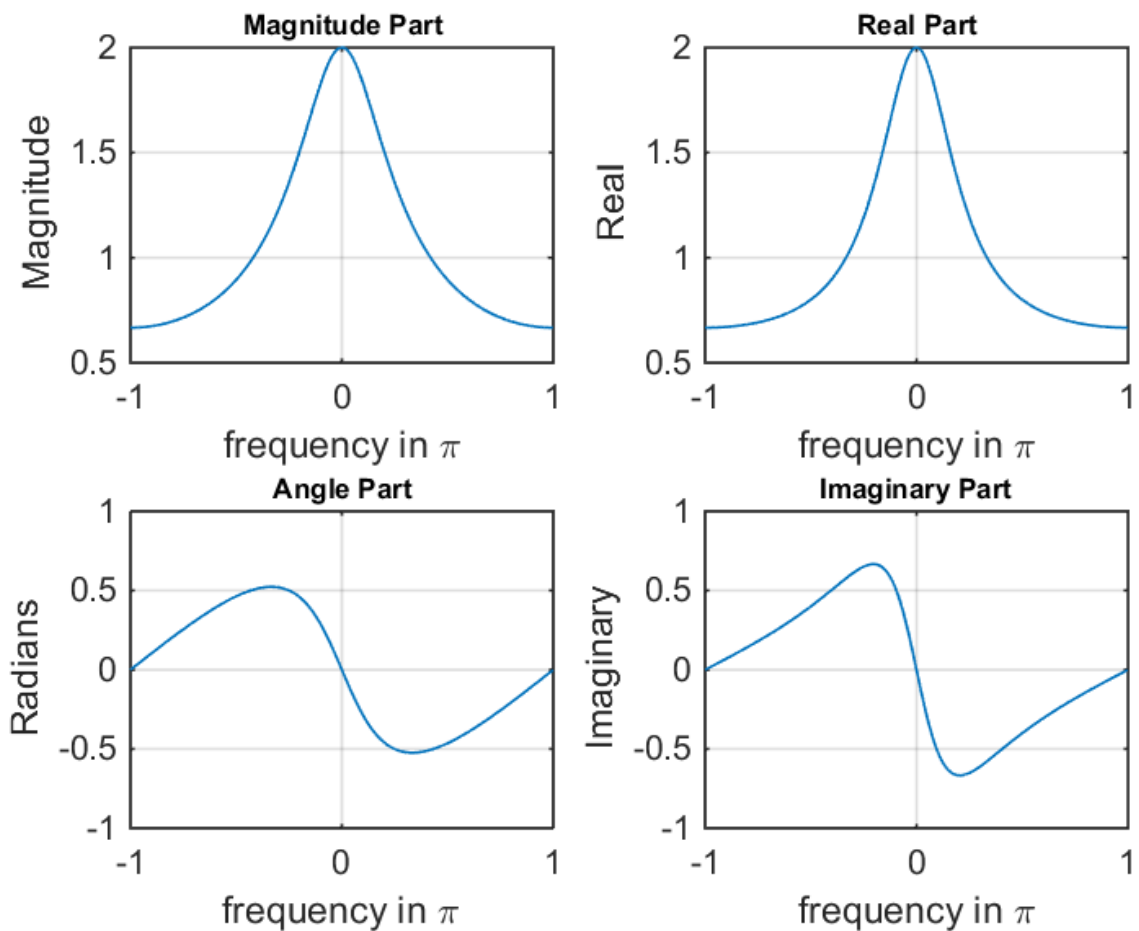 Magnitude Part
2
1.5
1
0.5
Magnitude
-1 0 1
frequency in π
Real Part
2
1.5
1
0.5
Real
-1 0 1
frequency in π
Angle Part
1
0.5
0
-0.5
-1
Radians
-1 0 1
frequency in π
Imaginary Part
1
0.5
0
-0.5
-1
Imaginary
-1 0 1
frequency in π